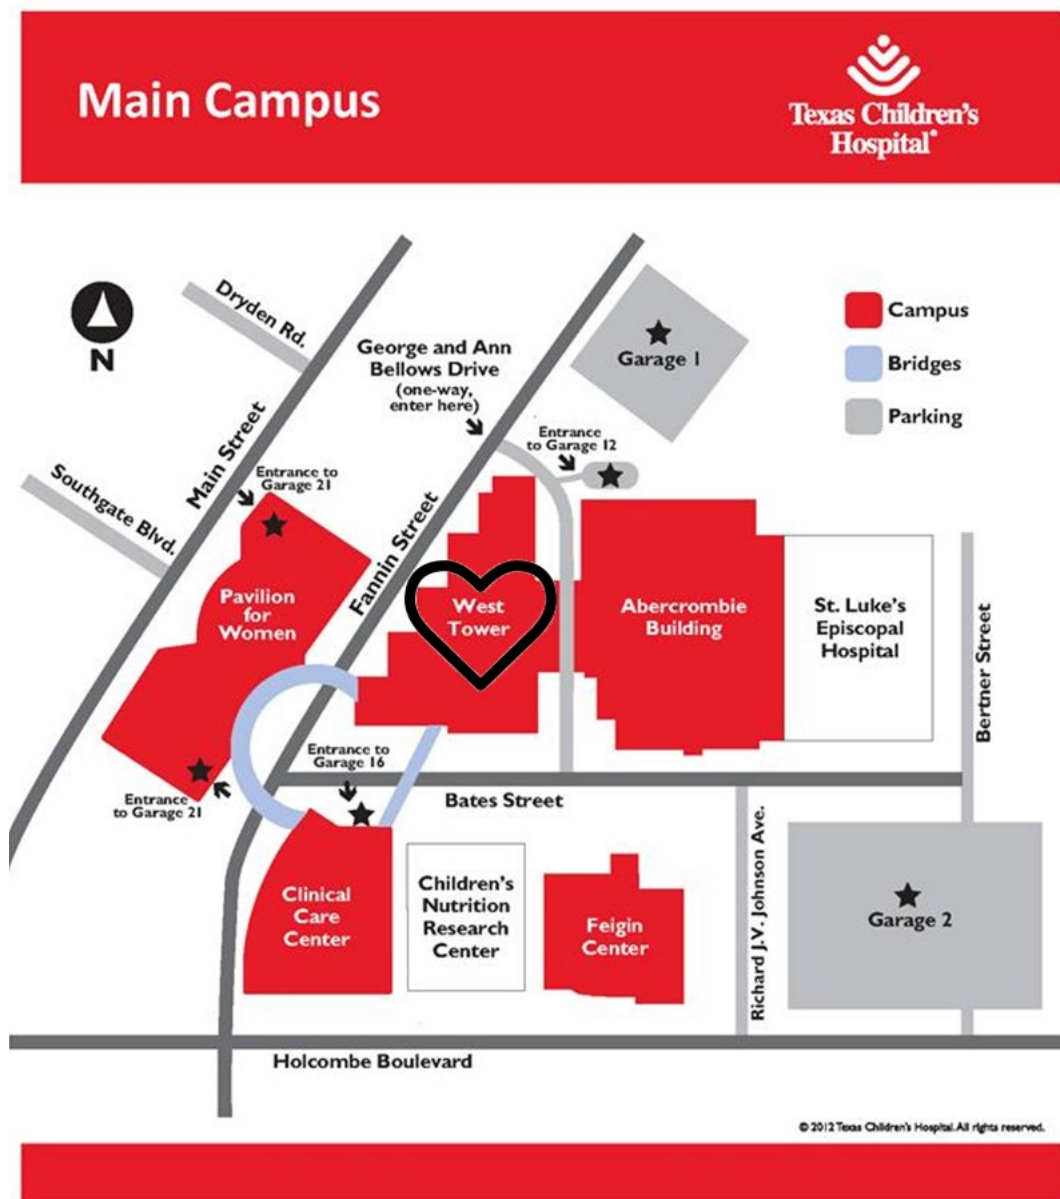 Main Campus
Texas Children's
Hospital®
Dryden Rd.
George and Ann
Bellows Drive
(one-way,
enter here)
Garage 1
Campus
Bridges
Parking
N
Main Street
Southgate Blvd.
Entrance to
Garage 21
Entrance
to Garage 12
Fannin Street
Pavilion
for
Women
West
Tower
Abercrombie
Building
St. Luke's
Episcopal
Hospital
Bertner Street
Entrance to
Garage 16
Entrance
to Garage 21
Bates Street
Clinical
Care
Center
Children's
Nutrition
Research
Center
Feigin
Center
Richard J.V. Johnson Ave.
Garage 2
Holcombe Boulevard
© 2012 Texas Children's Hospital. All rights reserved.